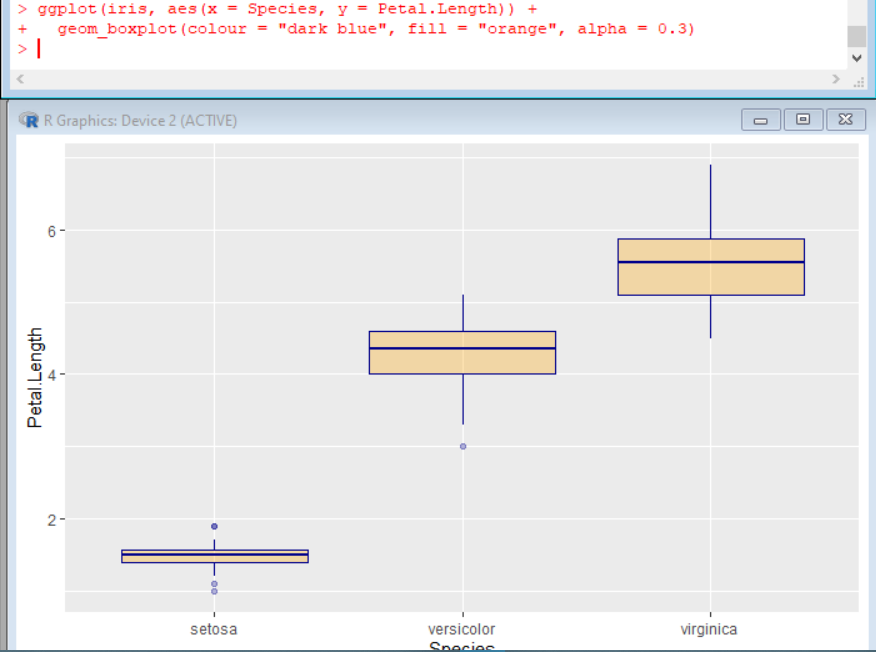 > ggplot(iris, aes(x = Species, y = Petal.Length)) +
+   geom_boxplot(colour = "dark blue", fill = "orange", alpha = 0.3)
>
R Graphics: Device 2 (ACTIVE)
Petal.Length
6
4
2
setosa versicolor virginica
Species